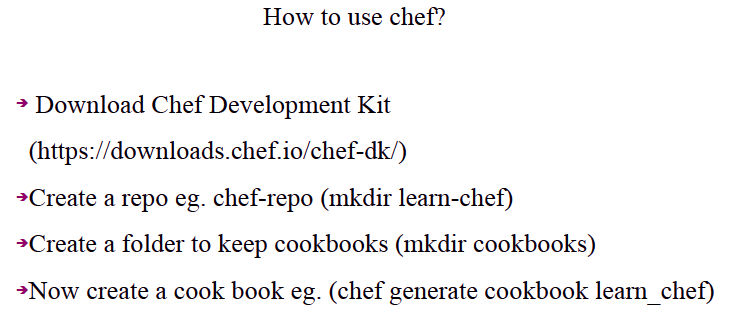 How to use chef?
➔ Download Chef Development Kit
(https://downloads.chef.io/chef-dk/)
➔Create a repo eg. chef-repo (mkdir learn-chef)
➔Create a folder to keep cookbooks (mkdir cookbooks)
➔Now create a cook book eg. (chef generate cookbook learn_chef)